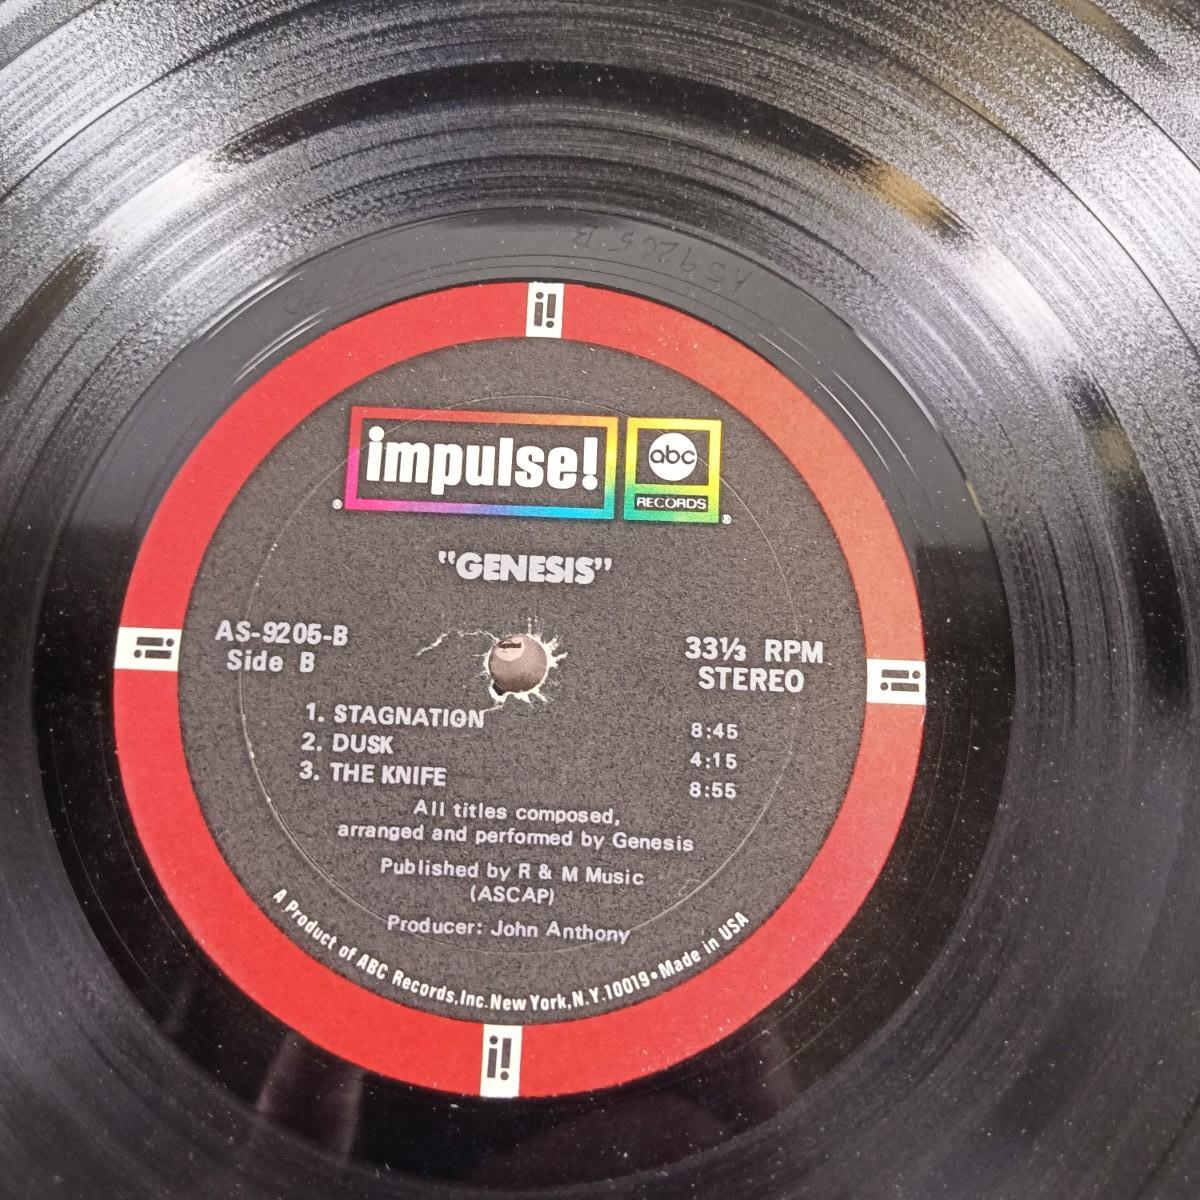 AS 9205 B
i!
impulse!
abc
RECORDS
®
®
"GENESIS"
AS-9205-B
Side B
33⅓ RPM
STEREO
i!
i!
1. STAGNATION 8:45
2. DUSK 4:15
3. THE KNIFE 8:55
All titles composed,
arranged and performed by Genesis
Published by R & M Music
(ASCAP)
Producer: John Anthony
A Product of ABC Records, Inc. New York, N.Y. 10019 • Made in USA
i!